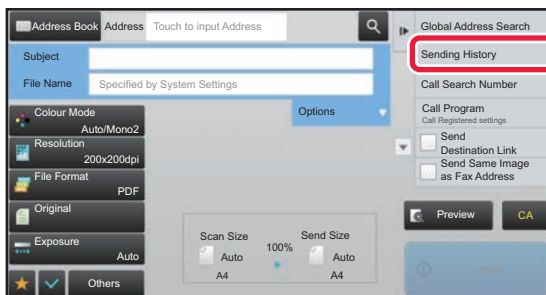 Address Book
Address
Touch to input Address
Subject
File Name
Specified by System Settings
Colour Mode
Auto/Mono2
Resolution
200x200dpi
File Format
PDF
Original
Exposure
Auto
Others
Options
Scan Size
Auto
A4
100%
Send Size
Auto
A4
Global Address Search
Sending History
Call Search Number
Call Program
Call Registered settings
Send
Destination Link
Send Same Image
as Fax Address
Preview
CA
Start